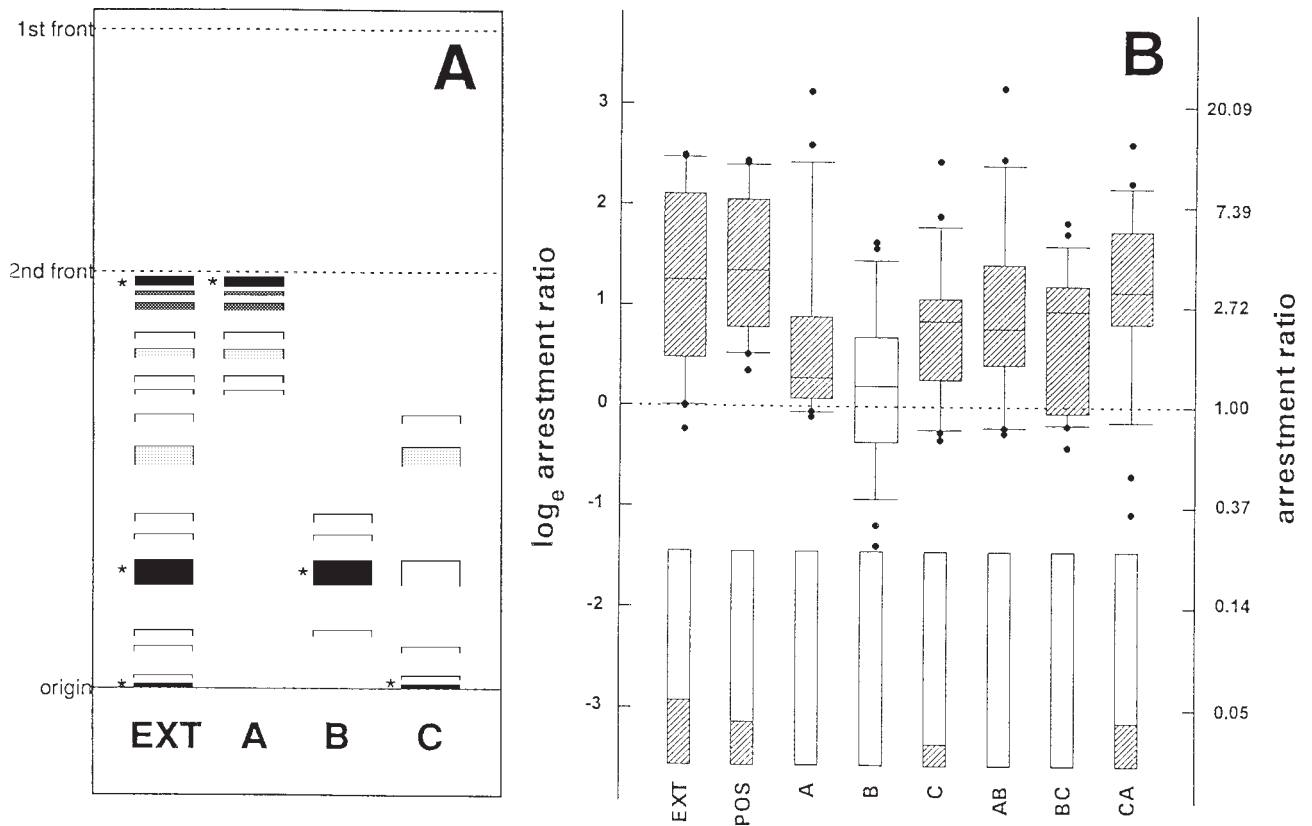 1st front
A
2nd front
*
*
*
*
origin
*
*
EXT
A
B
C
B
log_e arrestment ratio
3
2
1
0
-1
-2
-3
20.09
7.39
2.72
1.00
0.37
0.14
0.05
arrestment ratio
EXT
POS
A
B
C
AB
BC
CA